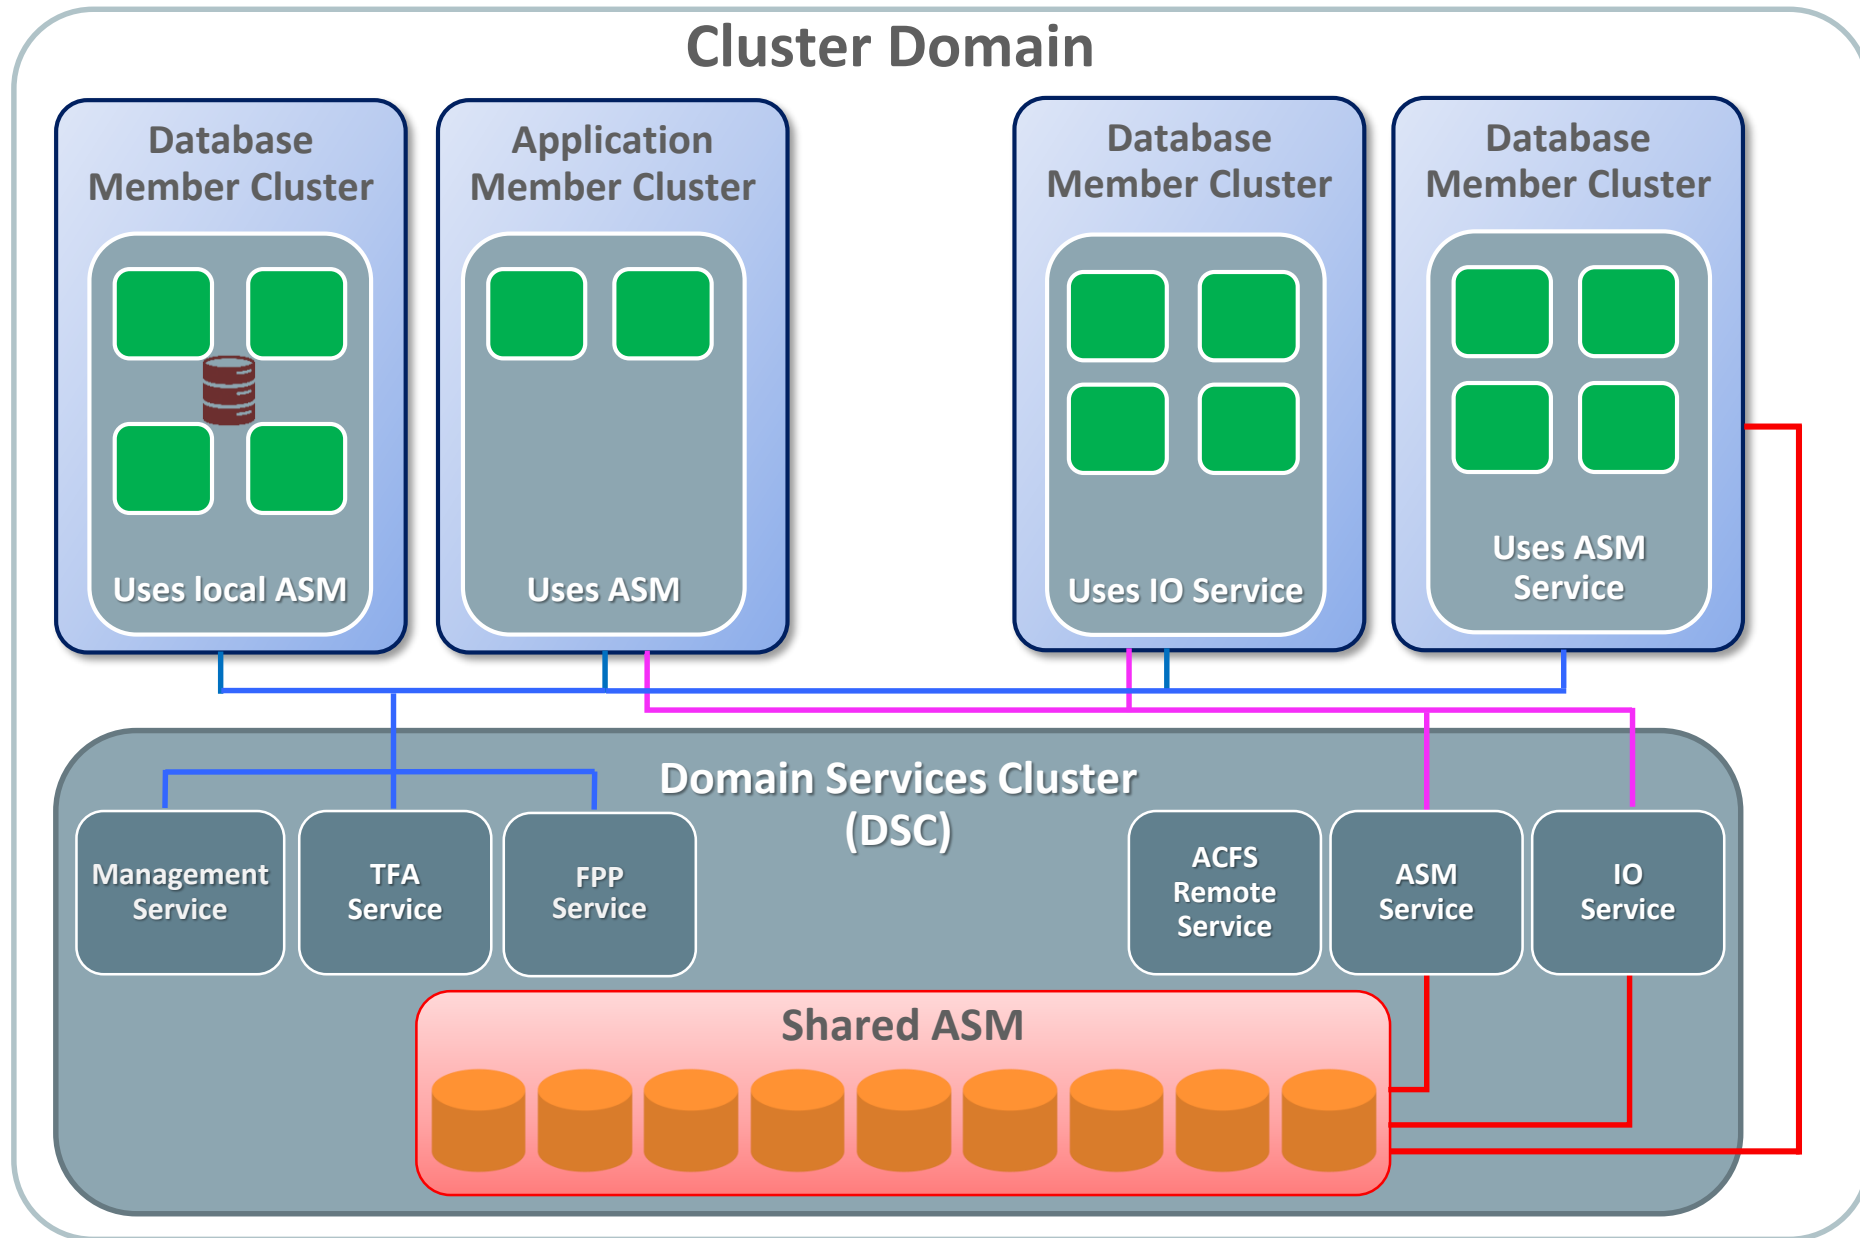 Cluster Domain
Database
Member Cluster
Uses local ASM
Application
Member Cluster
Uses ASM
Database
Member Cluster
Uses IO Service
Database
Member Cluster
Uses ASM
Service
Domain Services Cluster
(DSC)
Management
Service
TFA
Service
FPP
Service
ACFS
Remote
Service
ASM
Service
IO
Service
Shared ASM